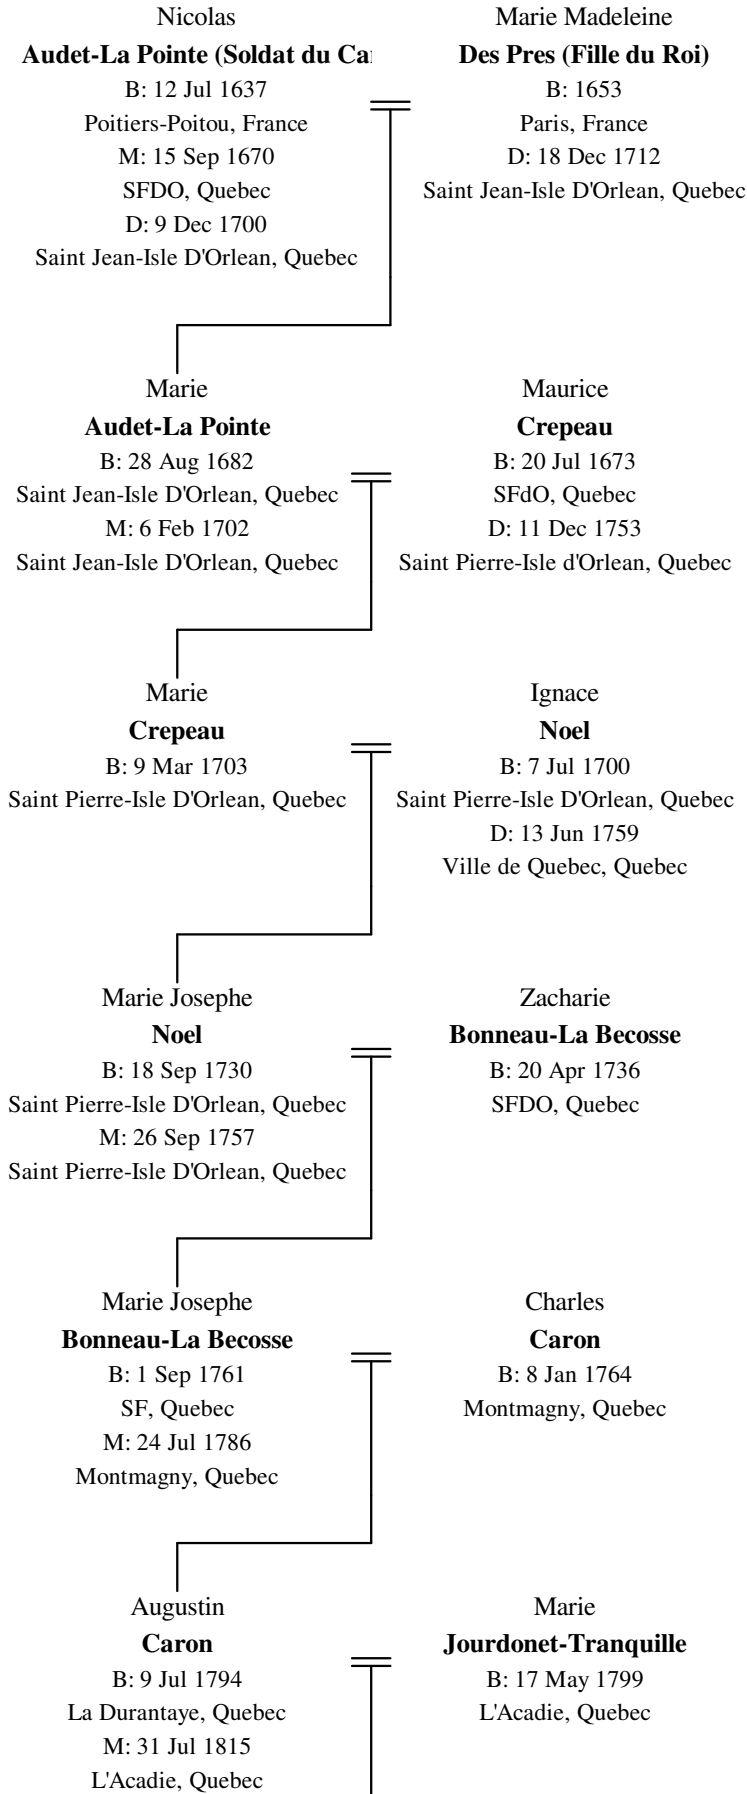 Nicolas
Audet-La Pointe (Soldat du Ca
B: 12 Jul 1637
Poitiers-Poitou, France
M: 15 Sep 1670
SFDO, Quebec
D: 9 Dec 1700
Saint Jean-Isle D'Orlean, Quebec
Marie Madeleine
Des Pres (Fille du Roi)
B: 1653
Paris, France
D: 18 Dec 1712
Saint Jean-Isle D'Orlean, Quebec
Marie
Audet-La Pointe
B: 28 Aug 1682
Saint Jean-Isle D'Orlean, Quebec
M: 6 Feb 1702
Saint Jean-Isle D'Orlean, Quebec
Maurice
Crepeau
B: 20 Jul 1673
SFdO, Quebec
D: 11 Dec 1753
Saint Pierre-Isle d'Orlean, Quebec
Marie
Crepeau
B: 9 Mar 1703
Saint Pierre-Isle D'Orlean, Quebec
Ignace
Noel
B: 7 Jul 1700
Saint Pierre-Isle D'Orlean, Quebec
D: 13 Jun 1759
Ville de Quebec, Quebec
Marie Josephe
Noel
B: 18 Sep 1730
Saint Pierre-Isle D'Orlean, Quebec
M: 26 Sep 1757
Saint Pierre-Isle D'Orlean, Quebec
Zacharie
Bonneau-La Becosse
B: 20 Apr 1736
SFDO, Quebec
Marie Josephe
Bonneau-La Becosse
B: 1 Sep 1761
SF, Quebec
M: 24 Jul 1786
Montmagny, Quebec
Charles
Caron
B: 8 Jan 1764
Montmagny, Quebec
Augustin
Caron
B: 9 Jul 1794
La Durantaye, Quebec
M: 31 Jul 1815
L'Acadie, Quebec
Marie
Jourdonet-Tranquille
B: 17 May 1799
L'Acadie, Quebec